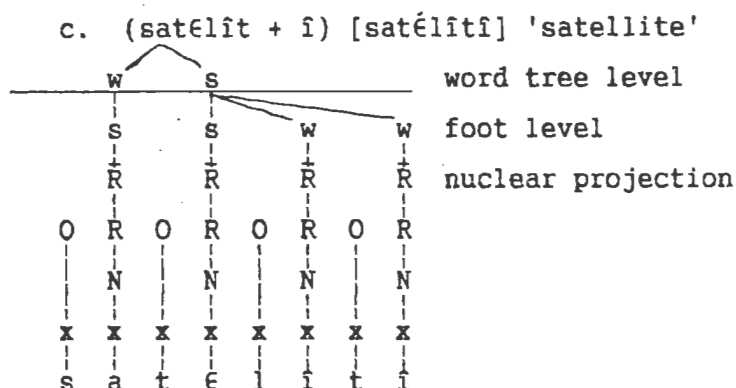 c. (satɛlît + î) [satɛ́lîtî] 'satellite'
w s word tree level
s s w w foot level
R̄ R̄ R̄ R̄ nuclear projection
O R O R O R O R
N N N N
x x x x x x x x
s a t ɛ l î t î